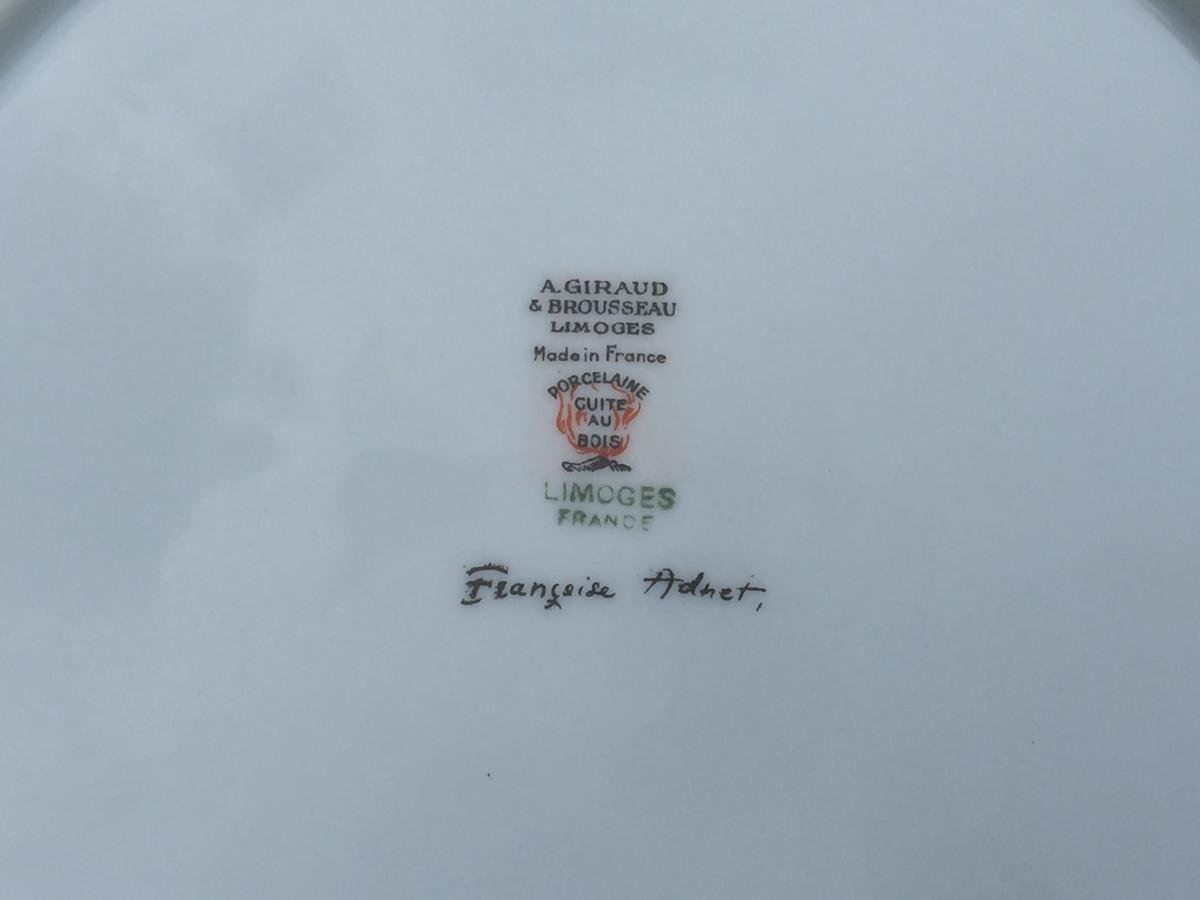 A. GIRAUD
& BROUSSEAU
LIMOGES
Made in France
PORCELAINE
CUITE
AU
BOIS
LIMOGES
FRANCE
Françoise Adnet,